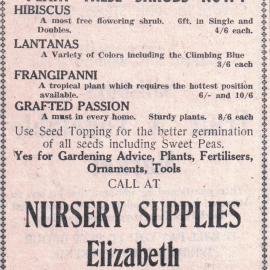 HIBISCUS
A most free flowering shrub. 6ft. in Single and
Doubles. 4/6 each.
LANTANAS
A Variety of Colors including the Climbing Blue
3/6 each
FRANGIPANNI
A tropical plant which requires the hottest position
available. 6/- and 10/6
GRAFTED PASSION
A must in every home. Sturdy plants. 8/6 each
Use Seed Topping for the better germination
of all seeds including Sweet Peas.
Yes for Gardening Advice, Plants, Fertilisers,
Ornaments, Tools
CALL AT
NURSERY SUPPLIES
Elizabeth